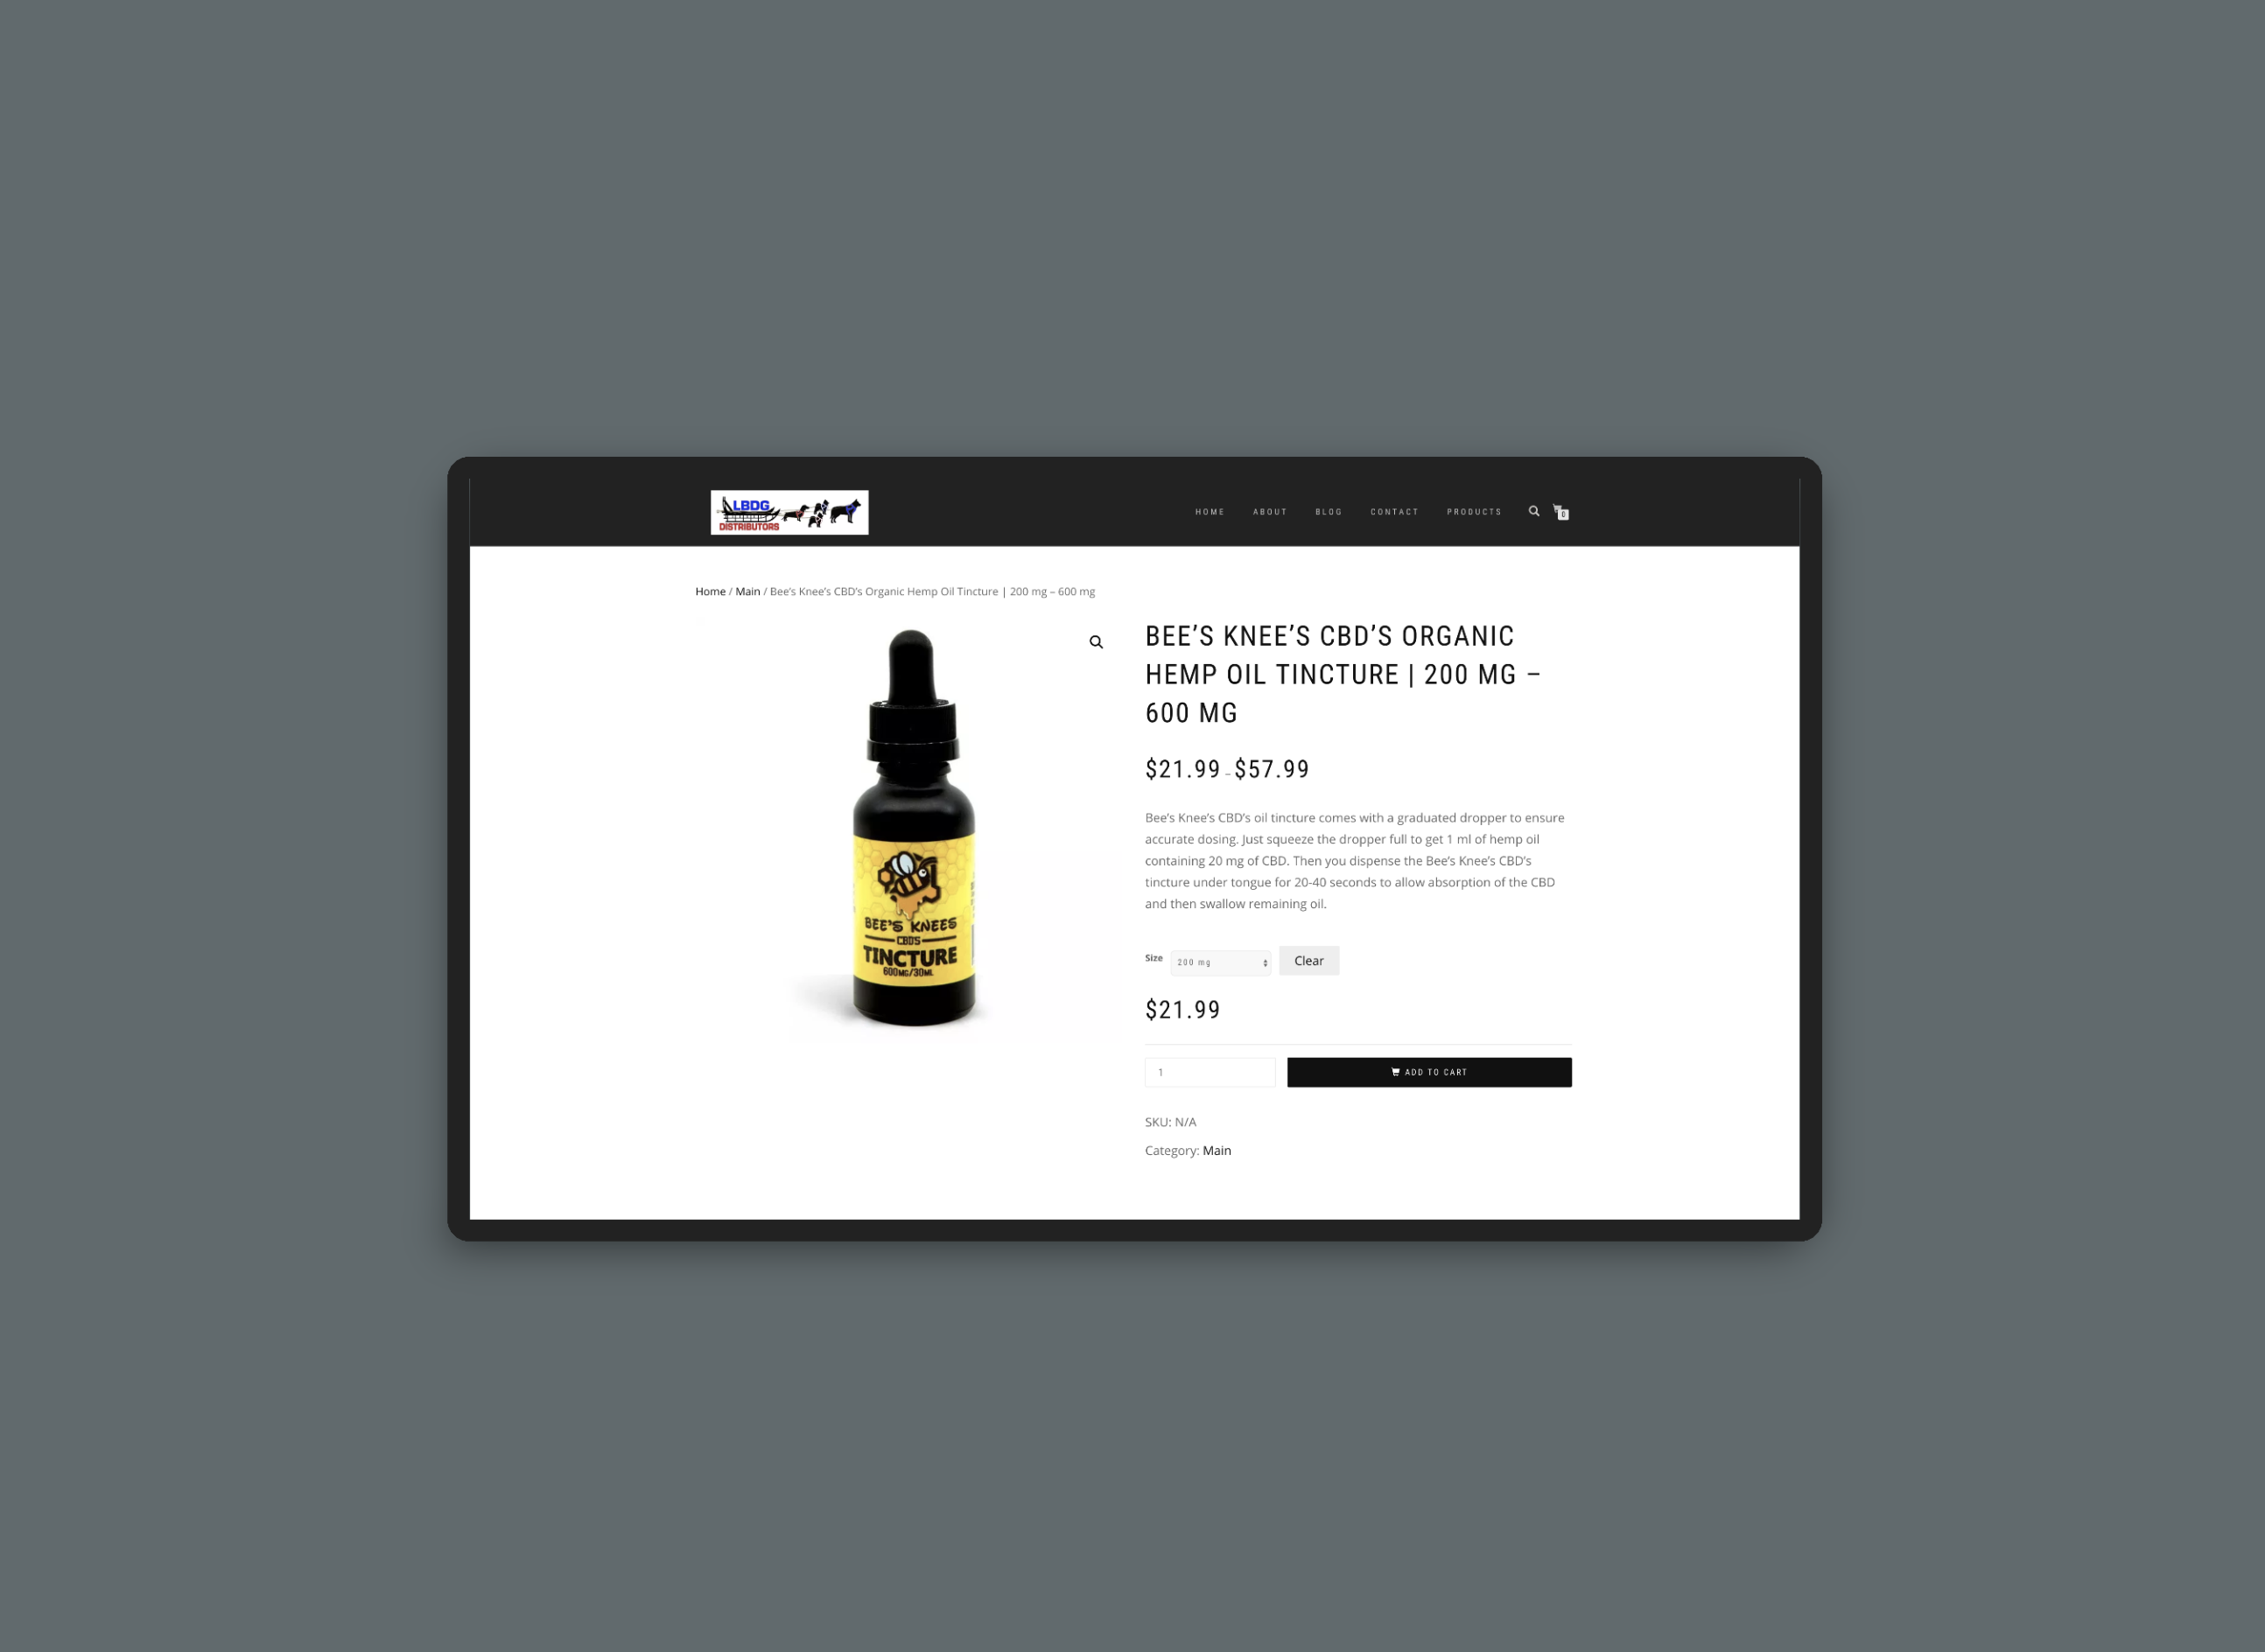 LBDG
DISTRIBUTORS
HOME ABOUT BLOG CONTACT PRODUCTS 0
Home / Main / Bee’s Knee’s CBD’s Organic Hemp Oil Tincture | 200 mg – 600 mg
BEE’S KNEE’S CBD’S ORGANIC
HEMP OIL TINCTURE | 200 MG –
600 MG
$21.99 – $57.99
Bee’s Knee’s CBD’s oil tincture comes with a graduated dropper to ensure
accurate dosing. Just squeeze the dropper full to get 1 ml of hemp oil
containing 20 mg of CBD. Then you dispense the Bee’s Knee’s CBD’s
tincture under tongue for 20-40 seconds to allow absorption of the CBD
and then swallow remaining oil.
Size 200 mg Clear
$21.99
1 ADD TO CART
SKU: N/A
Category: Main
BEE'S KNEES
CBDS
TINCTURE
600MG/30ML